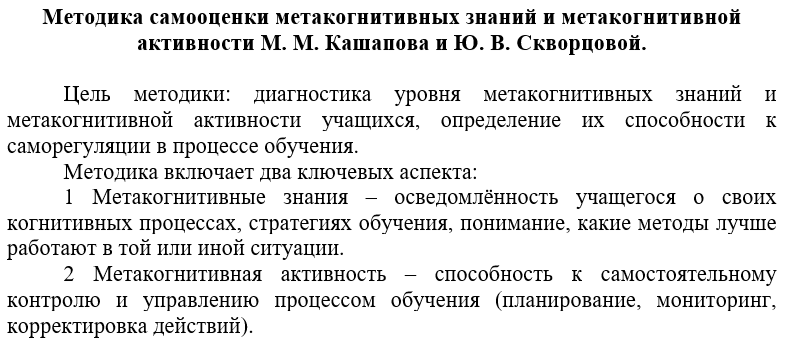 Методика самооценки метакогнитивных знаний и метакогнитивной
активности М. М. Кашапова и Ю. В. Скворцовой.
Цель методики: диагностика уровня метакогнитивных знаний и
метакогнитивной активности учащихся, определение их способности к
саморегуляции в процессе обучения.
Методика включает два ключевых аспекта:
1 Метакогнитивные знания – осведомлённость учащегося о своих
когнитивных процессах, стратегиях обучения, понимание, какие методы лучше
работают в той или иной ситуации.
2 Метакогнитивная активность – способность к самостоятельному
контролю и управлению процессом обучения (планирование, мониторинг,
корректировка действий).